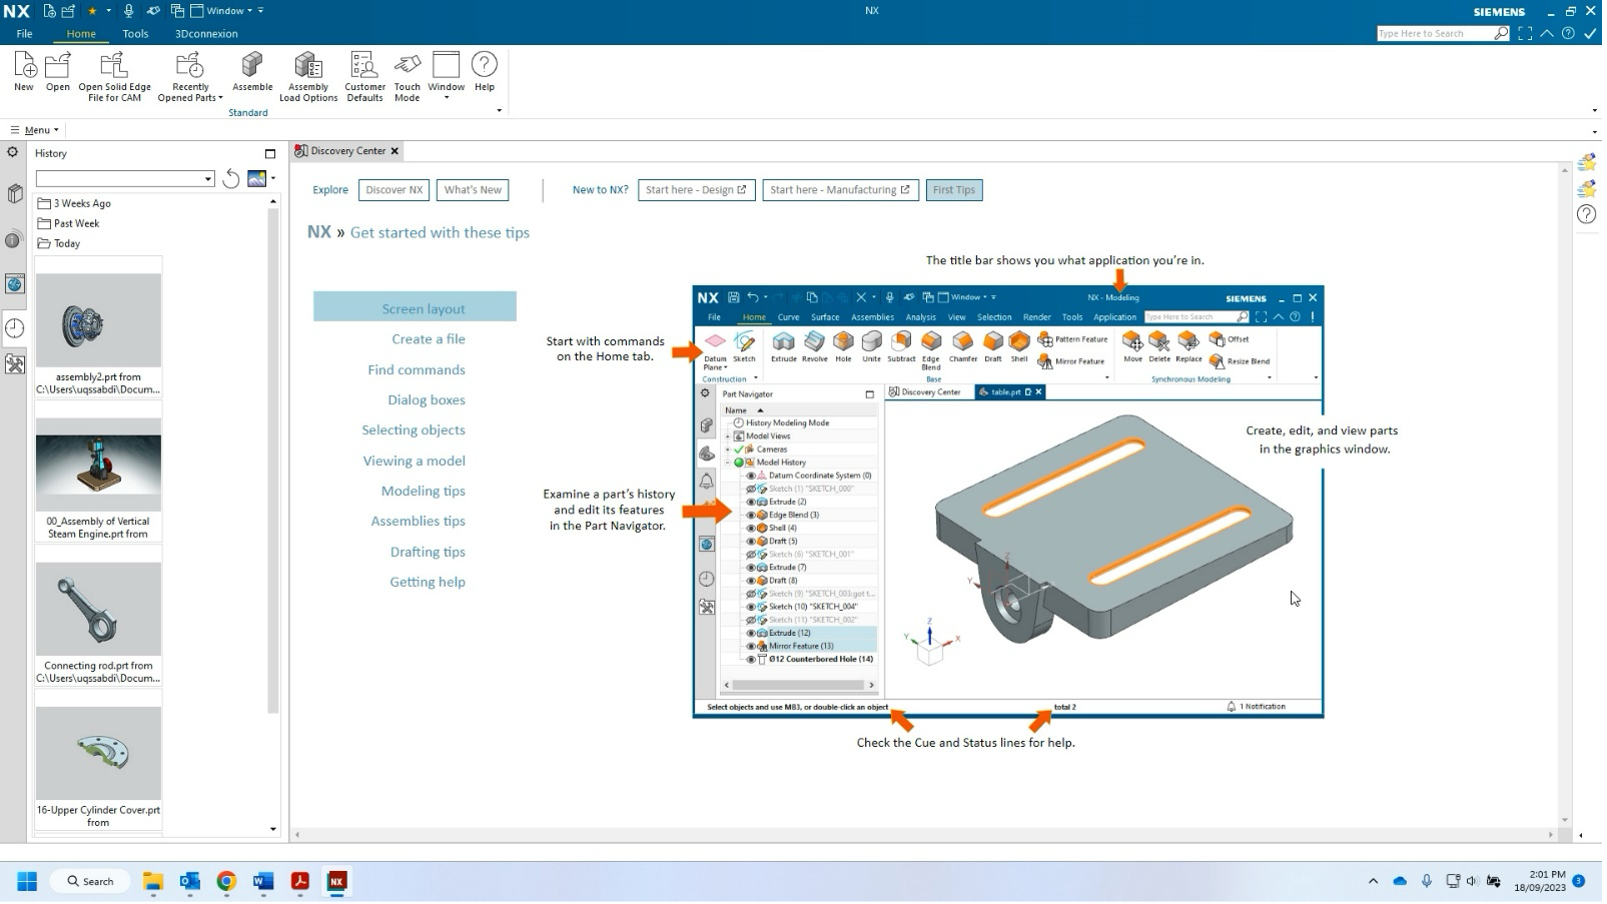 NX
Window
NX
SIEMENS
File
Home
Tools
3Dconnexion
Type Here to Search
New
Open
Open Solid Edge
File for CAM
Recently
Opened Parts
Assemble
Assembly
Load Options
Customer
Defaults
Touch
Mode
Window
Help
Standard
Menu
History
Discovery Center
3 Weeks Ago
Past Week
Today
assembly2.prt from
C:\Users\uqssabdi\Docum...
00_Assembly of Vertical
Steam Engine.prt from
Connecting rod.prt from
C:\Users\uqssabdi\Docum...
16-Upper Cylinder Cover.prt
from
Explore
Discover NX
What's New
New to NX?
Start here - Design
Start here - Manufacturing
First Tips
NX » Get started with these tips
Screen layout
Create a file
Find commands
Dialog boxes
Selecting objects
Viewing a model
Modeling tips
Assemblies tips
Drafting tips
Getting help
The title bar shows you what application you're in.
Start with commands
on the Home tab.
Examine a part's history
and edit its features
in the Part Navigator.
Create, edit, and view parts
in the graphics window.
Check the Cue and Status lines for help.
NX
Window
NX - Modeling
SIEMENS
File
Home
Curve
Surface
Assemblies
Analysis
View
Selection
Render
Tools
Application
Type Here to Search
Datum
Plane
Sketch
Extrude
Revolve
Hole
Unite
Subtract
Edge
Blend
Chamfer
Draft
Shell
Pattern Feature
Mirror Feature
Move
Delete
Replace
Offset
Resize Blend
Construction
Base
Synchronous Modeling
Part Navigator
Discovery Center
table.prt
Name
History Modeling Mode
Model Views
Cameras
Model History
Datum Coordinate System (0)
Sketch (1) "SKETCH_000"
Extrude (2)
Edge Blend (3)
Shell (4)
Draft (5)
Sketch (6) "SKETCH_001"
Extrude (7)
Draft (8)
Sketch (9) "SKETCH_003:got t...
Sketch (10) "SKETCH_004"
Sketch (11) "SKETCH_002"
Extrude (12)
Mirror Feature (13)
Ø12 Counterbored Hole (14)
Z
Y
Z
Y
X
Select objects and use MB3, or double-click an object
total 2
1 Notification
Search
NX
2:01 PM
18/09/2023
3